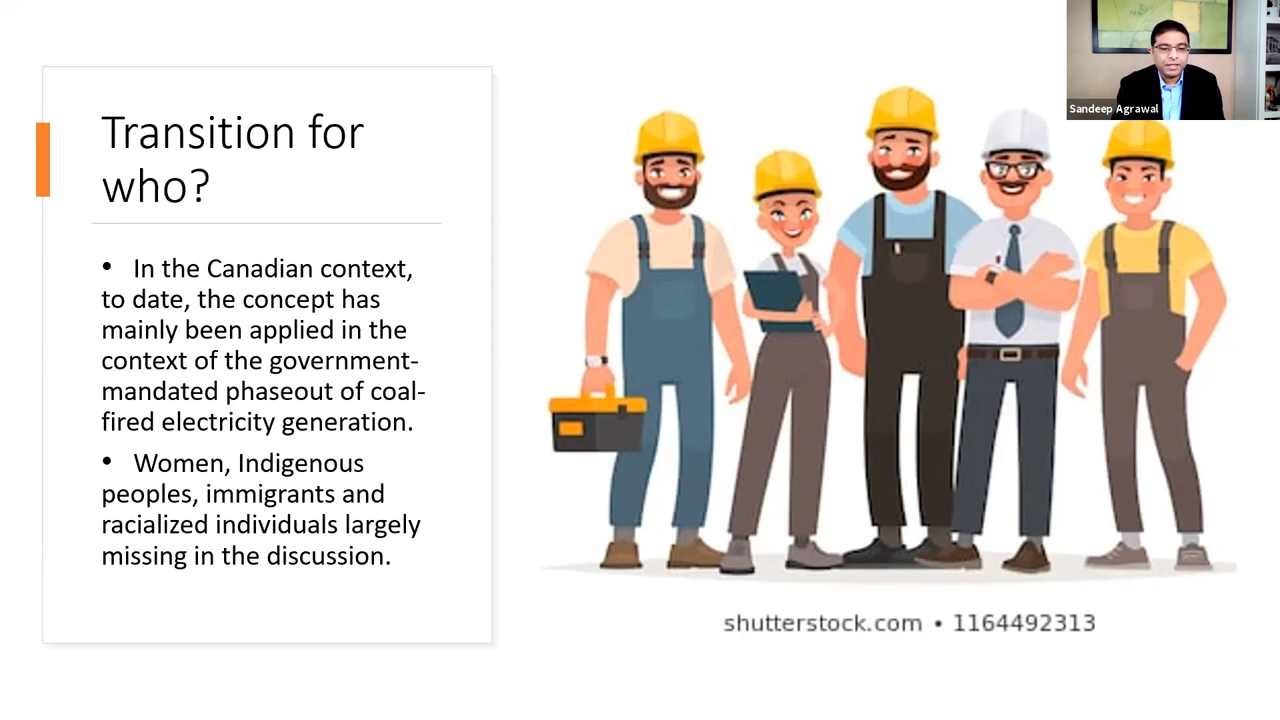 Transition for
who?
• In the Canadian context,
to date, the concept has
mainly been applied in the
context of the government-
mandated phaseout of coal-
fired electricity generation.
• Women, Indigenous
peoples, immigrants and
racialized individuals largely
missing in the discussion.
Sandeep Agrawal
shutterstock.com • 1164492313